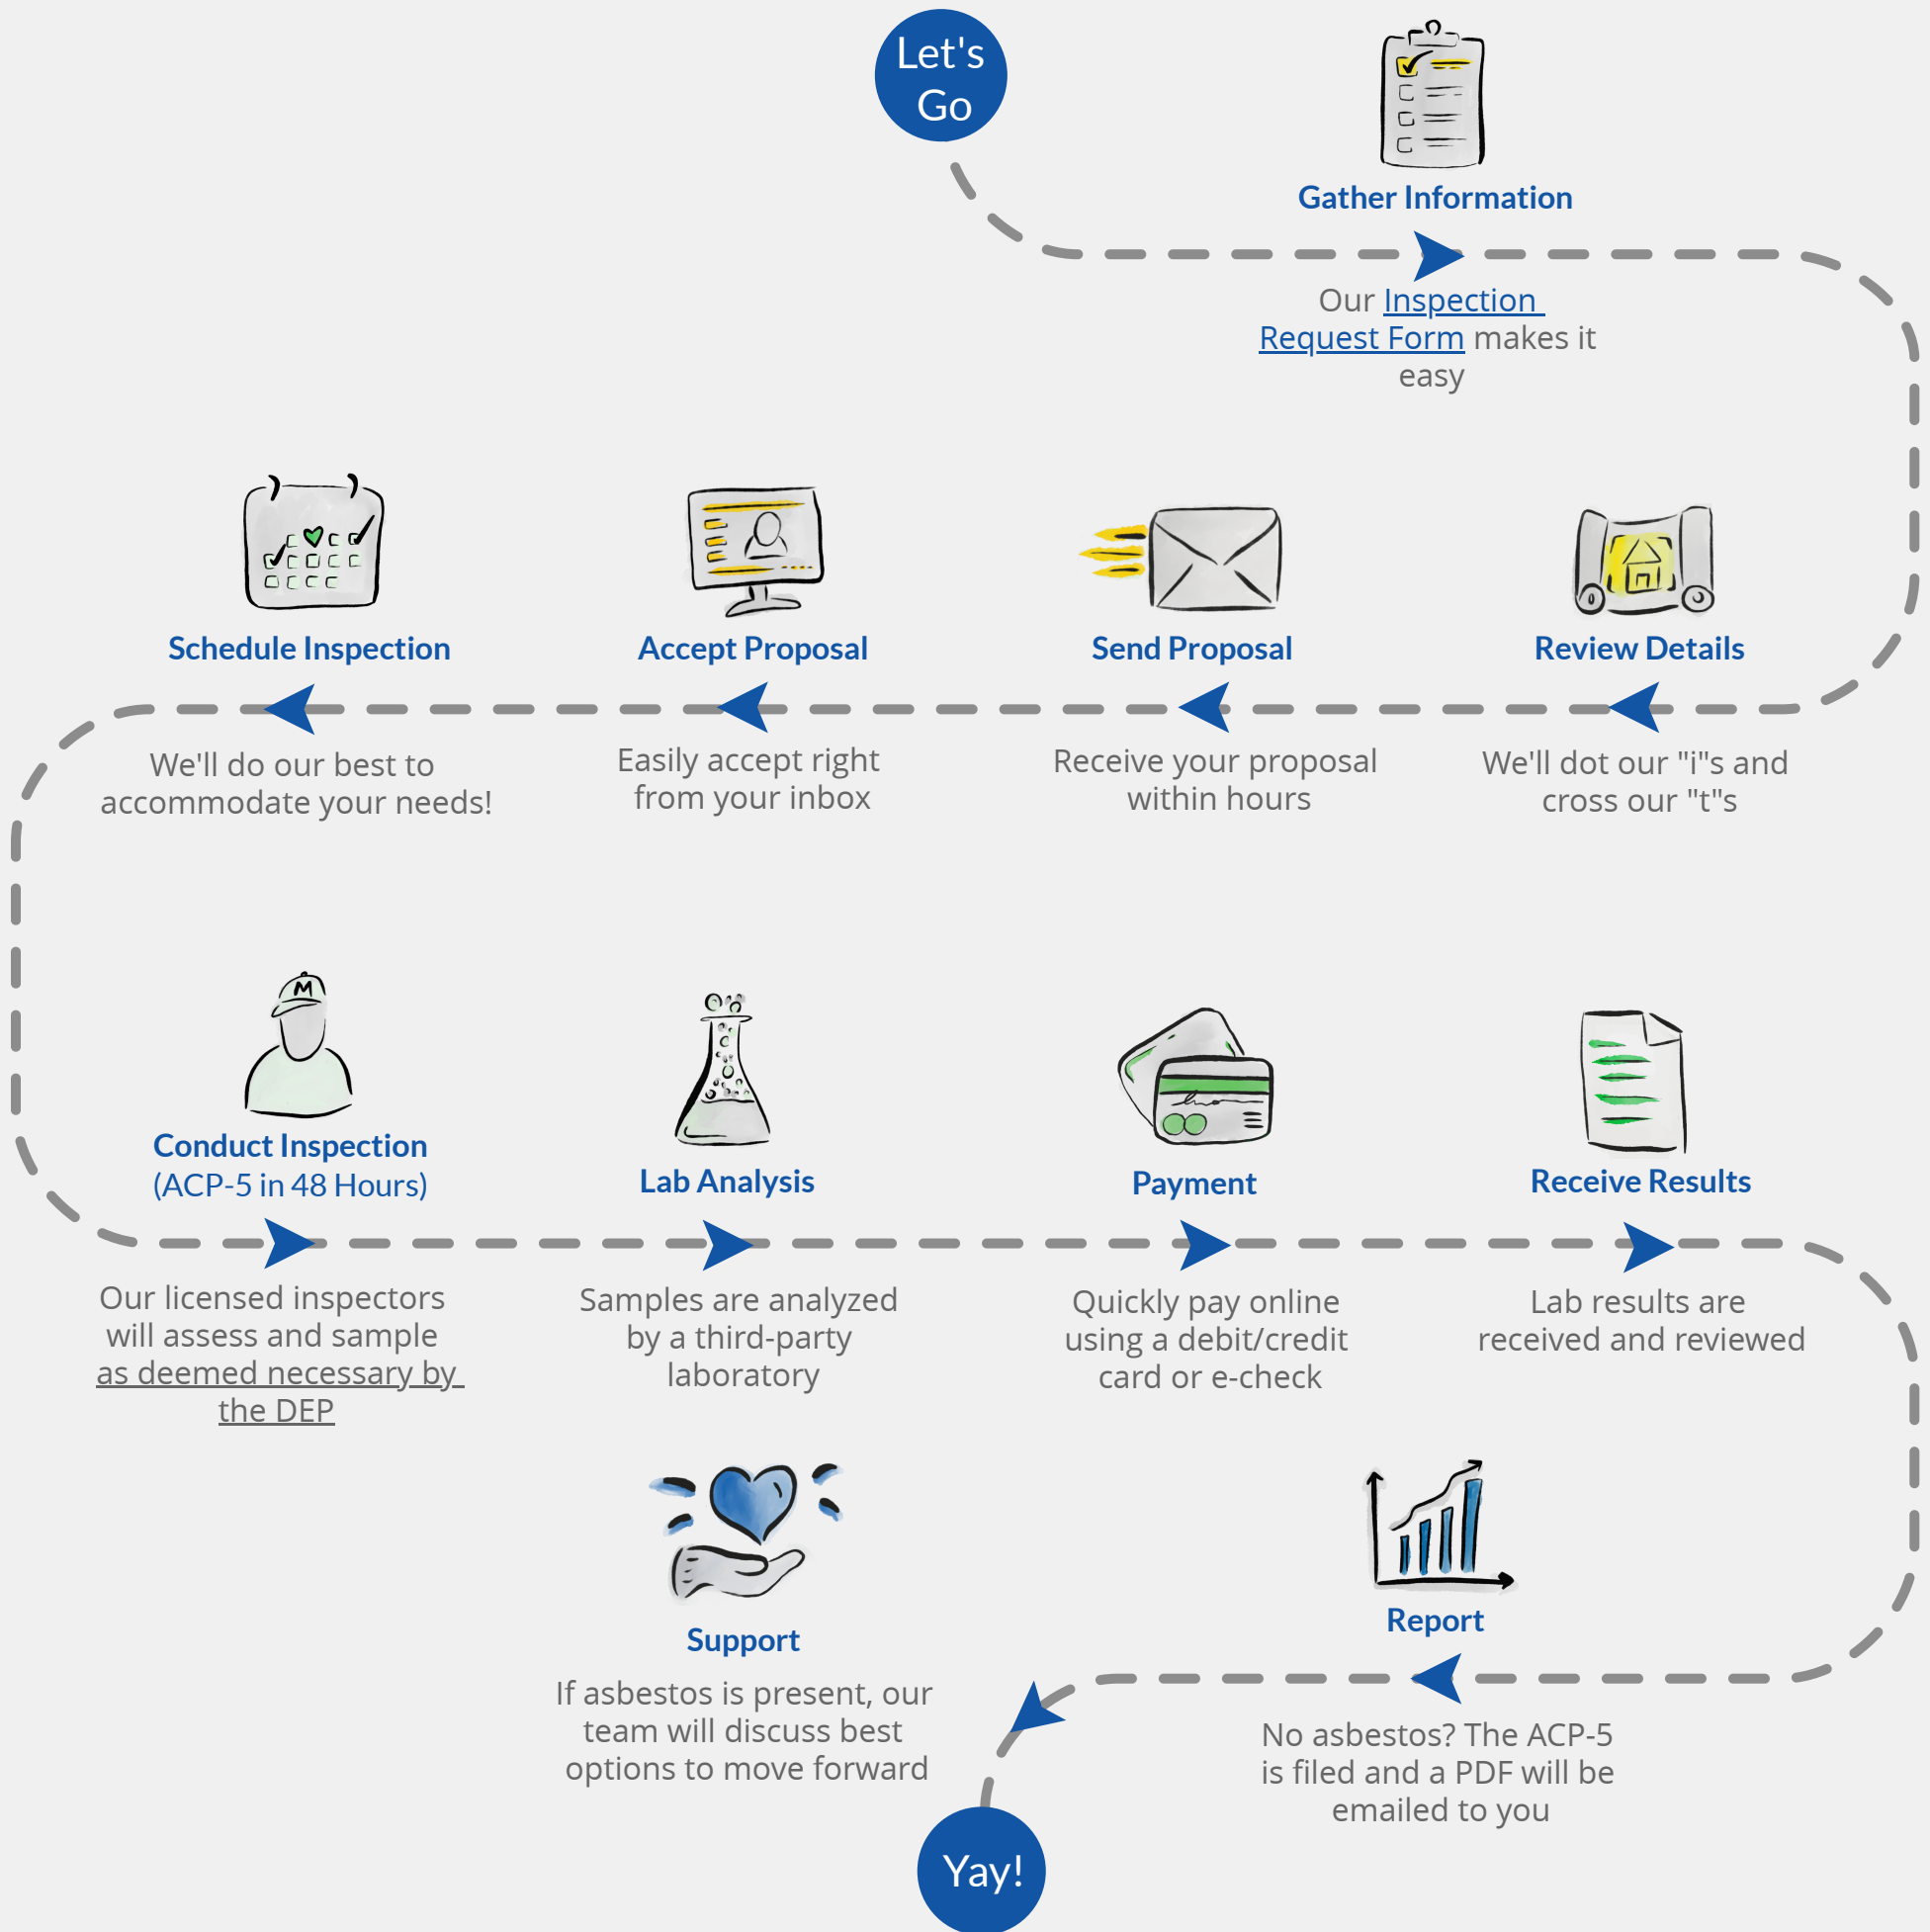 Let's
Go
Gather Information
Our Inspection
Request Form makes it
easy
Review Details
We'll dot our "i"s and
cross our "t"s
Send Proposal
Receive your proposal
within hours
Accept Proposal
Easily accept right
from your inbox
Schedule Inspection
We'll do our best to
accommodate your needs!
M
Conduct Inspection
(ACP-5 in 48 Hours)
Our licensed inspectors
will assess and sample
as deemed necessary by
the DEP
Lab Analysis
Samples are analyzed
by a third-party
laboratory
Payment
Quickly pay online
using a debit/credit
card or e-check
Receive Results
Lab results are
received and reviewed
Report
No asbestos? The ACP-5
is filed and a PDF will be
emailed to you
Support
If asbestos is present, our
team will discuss best
options to move forward
Yay!